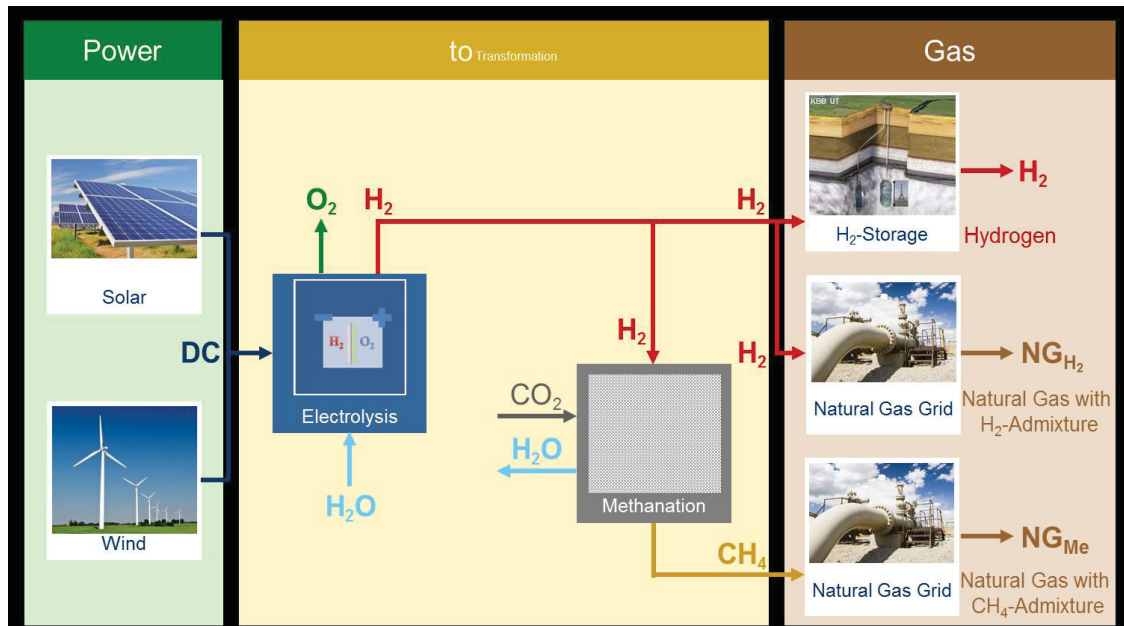 Power
to Transformation
Gas
KBB UT
Solar
Wind
DC
O₂
H₂
H₂
H₂
H₂
H₂ O₂
Electrolysis
H₂O
CO₂
H₂O
Methanation
CH₄
H₂-Storage
H₂
Hydrogen
Natural Gas Grid
NG_H₂
Natural Gas with
H₂-Admixture
Natural Gas Grid
NG_Me
Natural Gas with
CH₄-Admixture